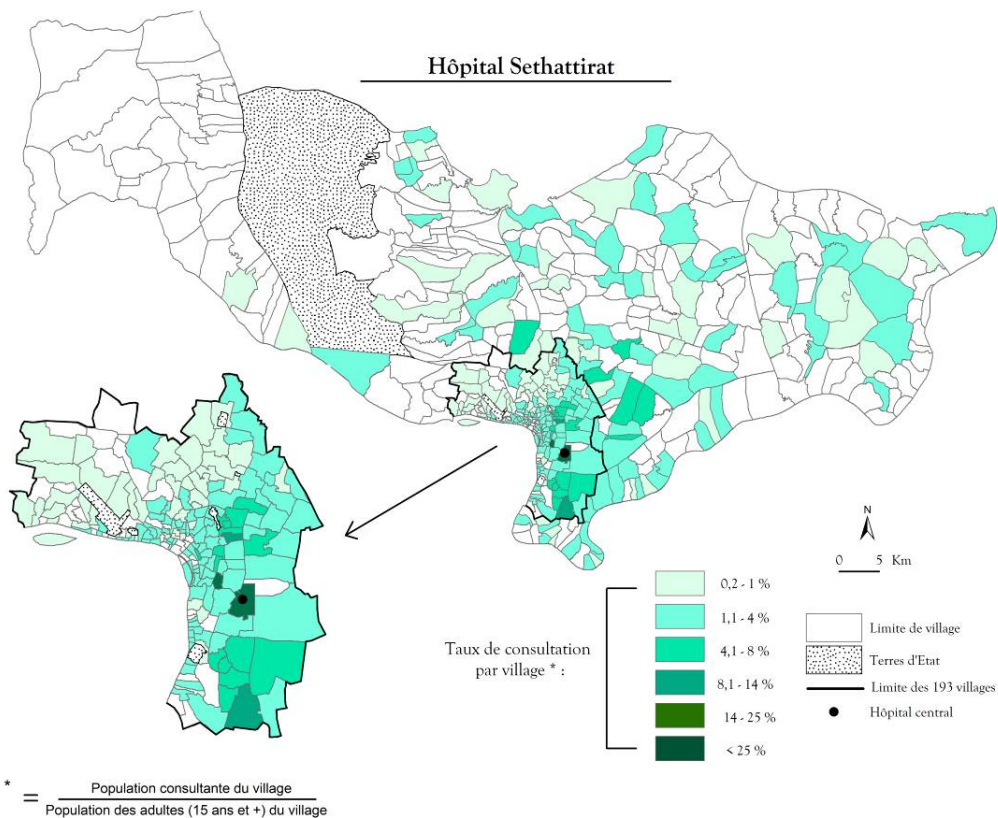 Hôpital Sethattirat
N
0 5 Km
Taux de consultation
par village * :
0,2 - 1 %
1,1 - 4 %
4,1 - 8 %
8,1 - 14 %
14 - 25 %
< 25 %
Limite de village
Terres d'Etat
Limite des 193 villages
Hôpital central
* = Population consultante du village
Population des adultes (15 ans et +) du village